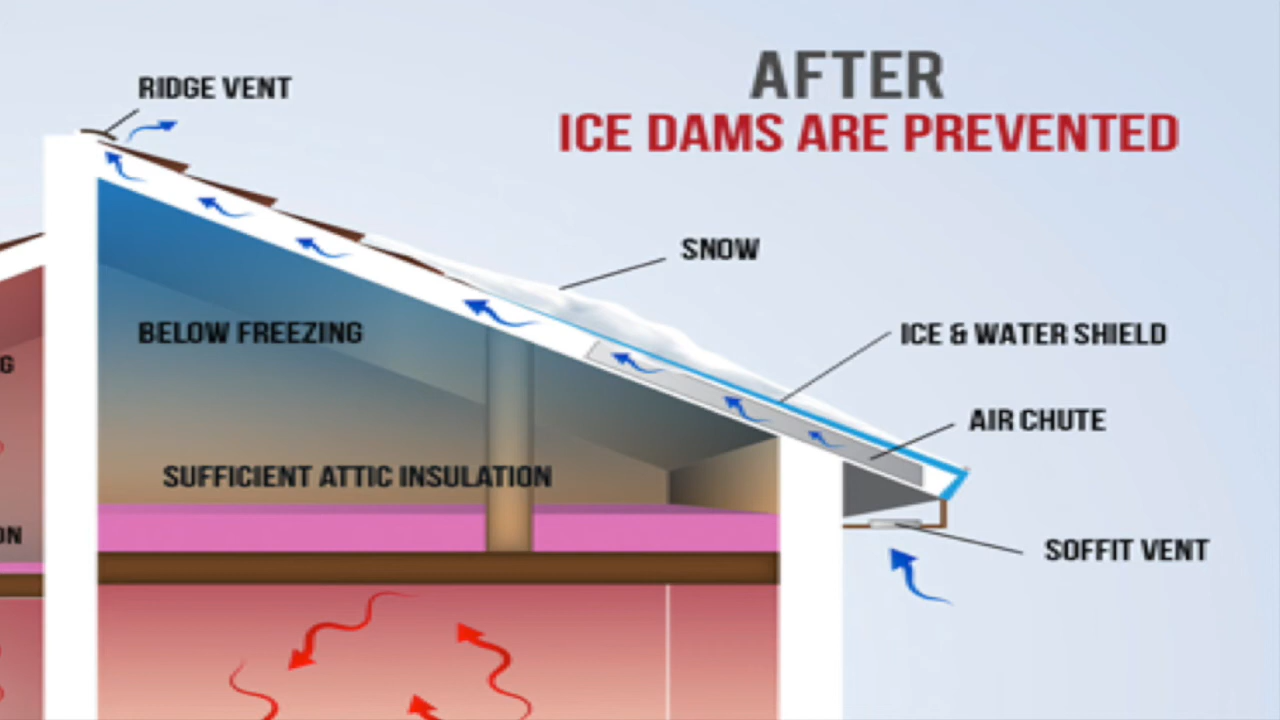 RIDGE VENT
AFTER
ICE DAMS ARE PREVENTED
SNOW
BELOW FREEZING
ICE & WATER SHIELD
G
AIR CHUTE
SUFFICIENT ATTIC INSULATION
ON
SOFFIT VENT